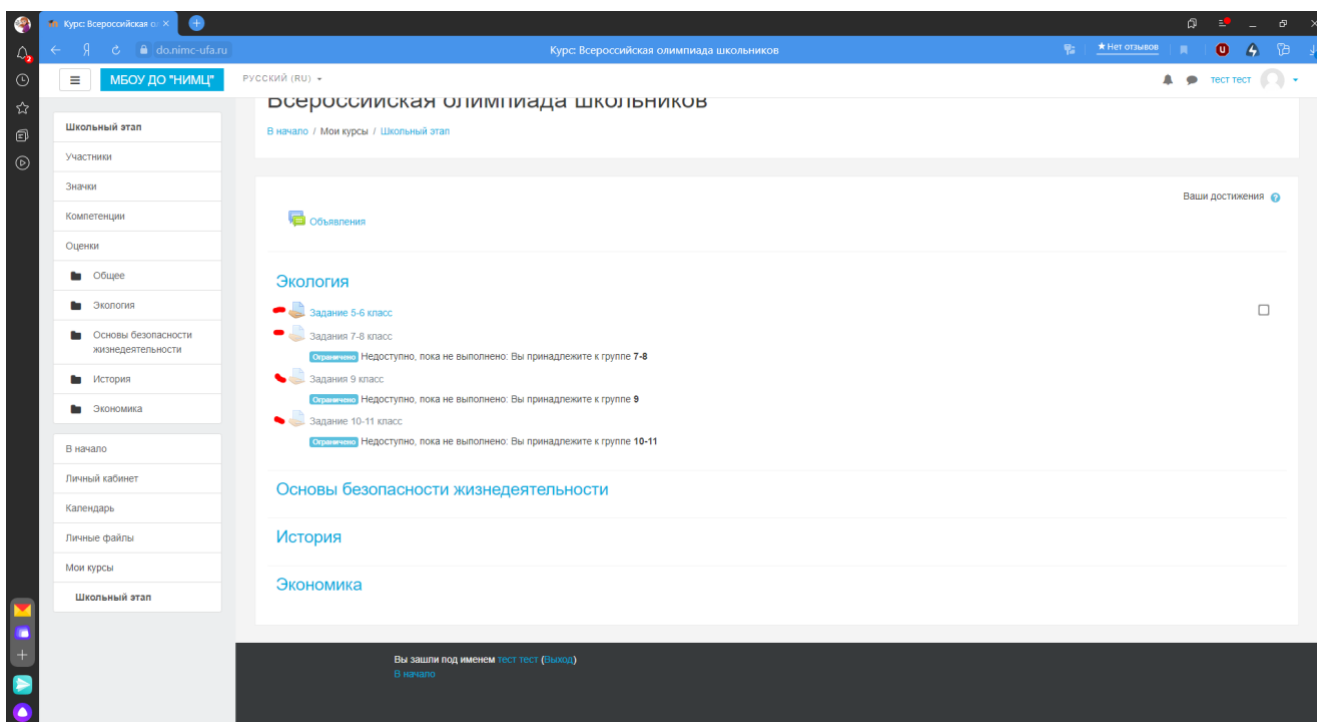 Курс: Всероссийская о
do.nimc-ufa.ru
Курс: Всероссийская олимпиада школьников
★ Нет отзывов
МБОУ ДО "НИМЦ"
РУССКИЙ (RU)
тест тест
Всероссийская олимпиада школьников
В начало / Мои курсы / Школьный этап
Школьный этап
Участники
Значки
Компетенции
Оценки
Общее
Экология
Основы безопасности
жизнедеятельности
История
Экономика
В начало
Личный кабинет
Календарь
Личные файлы
Мои курсы
Школьный этап
Ваши достижения
Объявления
Экология
Задание 5-6 класс
Задания 7-8 класс
Ограничено Недоступно, пока не выполнено: Вы принадлежите к группе 7-8
Задания 9 класс
Ограничено Недоступно, пока не выполнено: Вы принадлежите к группе 9
Задание 10-11 класс
Ограничено Недоступно, пока не выполнено: Вы принадлежите к группе 10-11
Основы безопасности жизнедеятельности
История
Экономика
Вы зашли под именем тест тест (Выход)
В начало